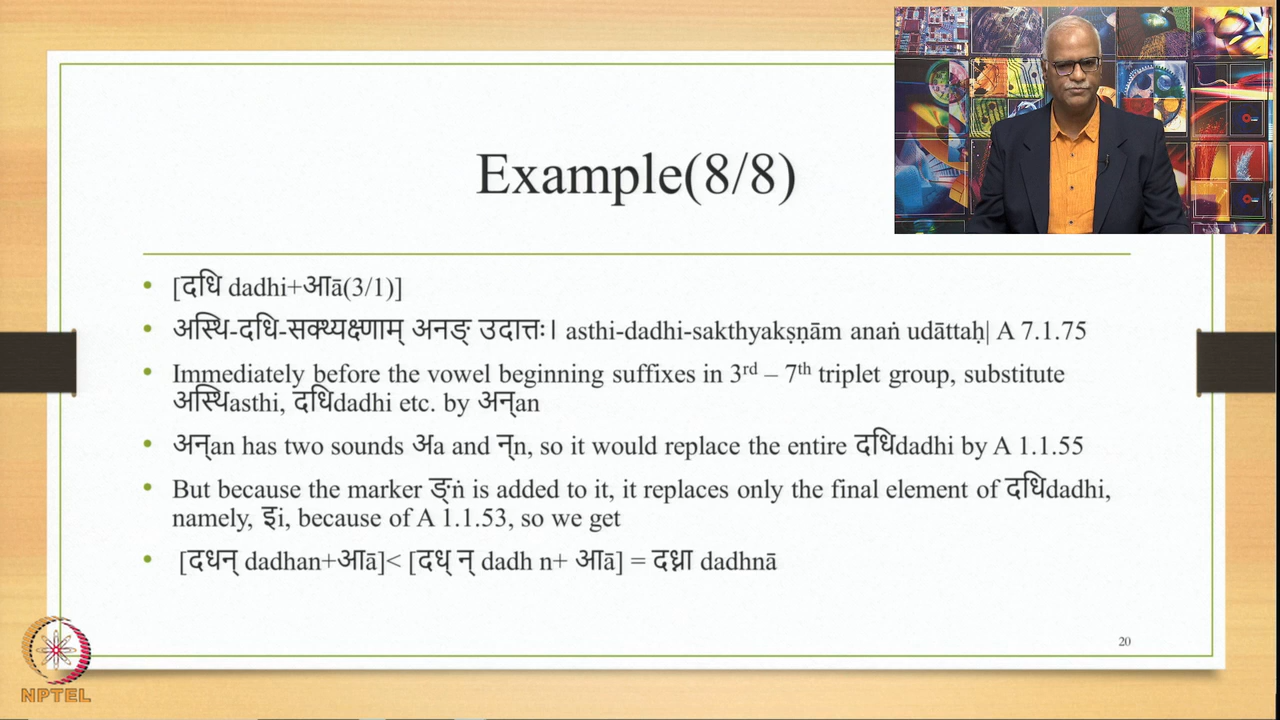 Example(8/8)
[दधि dadhi+आā(3/1)]
अस्थि-दधि-सक्थ्यक्ष्णाम् अनङ् उदात्तः। asthi-dadhi-sakthyakṣṇām anaṅ udāttaḥ| A 7.1.75
Immediately before the vowel beginning suffixes in 3rd – 7th triplet group, substitute
अस्थिasthi, दधिdadhi etc. by अन्an
अन्an has two sounds अa and न्n, so it would replace the entire दधिdadhi by A 1.1.55
But because the marker ङ्ṅ is added to it, it replaces only the final element of दधिdadhi,
namely, इi, because of A 1.1.53, so we get
[दधन् dadhan+आā]< [दध् न् dadh n+ आā] = दध्ना dadhnā
20
NPTEL